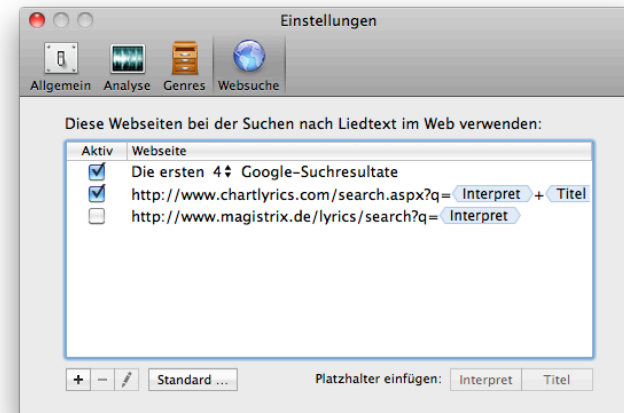 Einstellungen
Allgemein Analyse Genres Websuche
Diese Webseiten bei der Suchen nach Liedtext im Web verwenden:
Aktiv Webseite
Die ersten 4 Google-Suchresultate
http://www.chartlyrics.com/search.aspx?q= Interpret + Titel
http://www.magistrix.de/lyrics/search?q= Interpret
+ − Standard ... Platzhalter einfügen: Interpret Titel